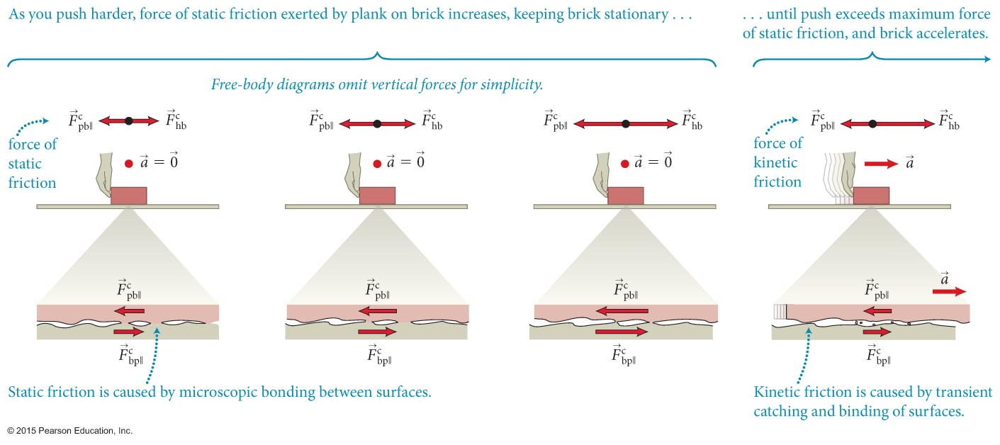 As you push harder, force of static friction exerted by plank on brick increases, keeping brick stationary . . .
. . . until push exceeds maximum force
of static friction, and brick accelerates.
Free-body diagrams omit vertical forces for simplicity.
force of
static
friction
F⃗ᶜpb∥ F⃗ᶜhb
a⃗ = 0⃗
F⃗ᶜpb∥ F⃗ᶜhb
a⃗ = 0⃗
F⃗ᶜpb∥ F⃗ᶜhb
a⃗ = 0⃗
force of
kinetic
friction
F⃗ᶜpb∥ F⃗ᶜhb
a⃗
F⃗ᶜpb∥
F⃗ᶜbp∥
F⃗ᶜpb∥
F⃗ᶜbp∥
F⃗ᶜpb∥
F⃗ᶜbp∥
F⃗ᶜpb∥
a⃗
F⃗ᶜbp∥
Static friction is caused by microscopic bonding between surfaces.
Kinetic friction is caused by transient
catching and binding of surfaces.
© 2015 Pearson Education, Inc.